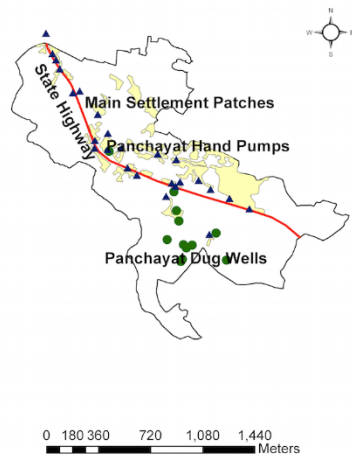 N
W E
S
State Highway
Main Settlement Patches
Panchayat Hand Pumps
Panchayat Dug Wells
0 180 360 720 1,080 1,440
Meters